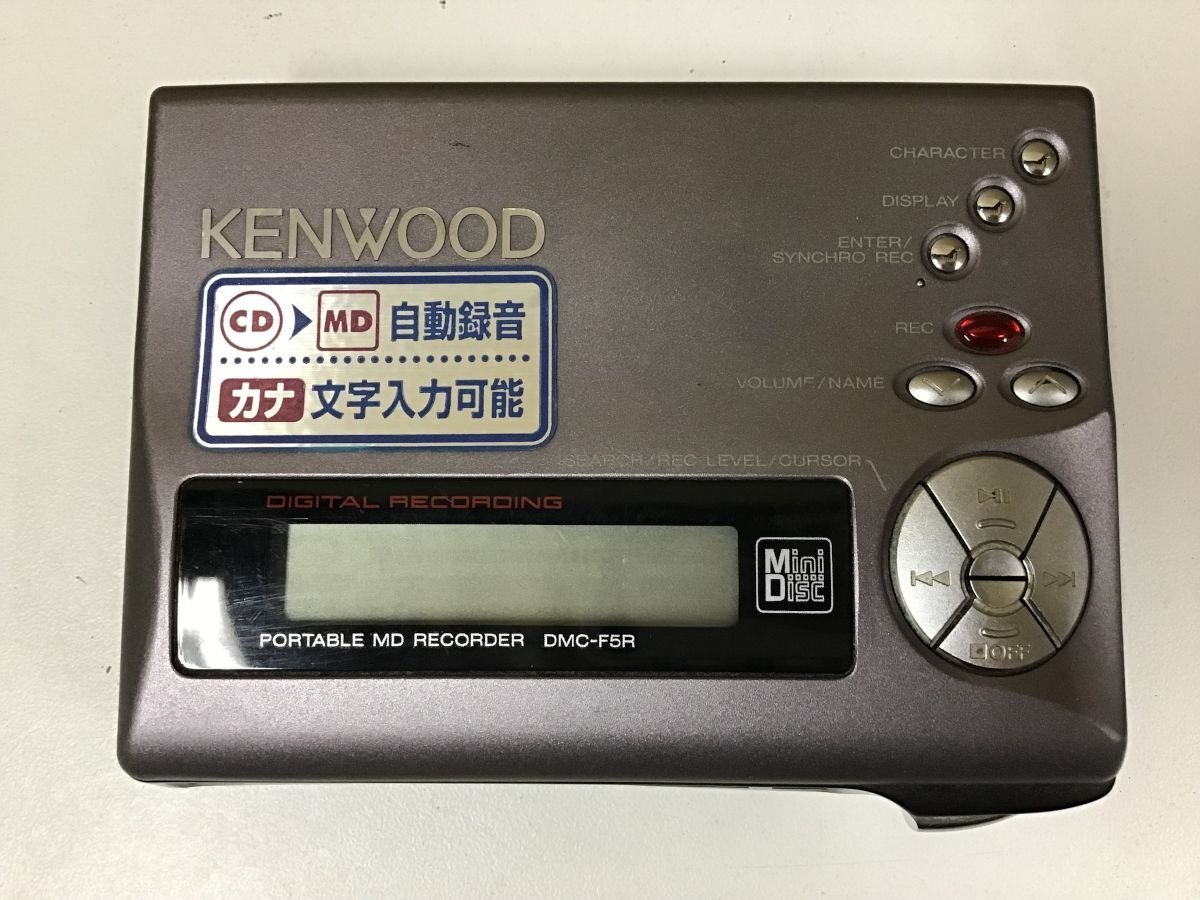 CHARACTER
DISPLAY
ENTER/
SYNCHRO REC
KENWOOD
CD MD 自動録音
カナ 文字入力可能
REC
VOLUME/NAME
SEARCH/REC LEVEL/CURSOR
DIGITAL RECORDING
Mini
Disc
PORTABLE MD RECORDER DMC-F5R
OFF